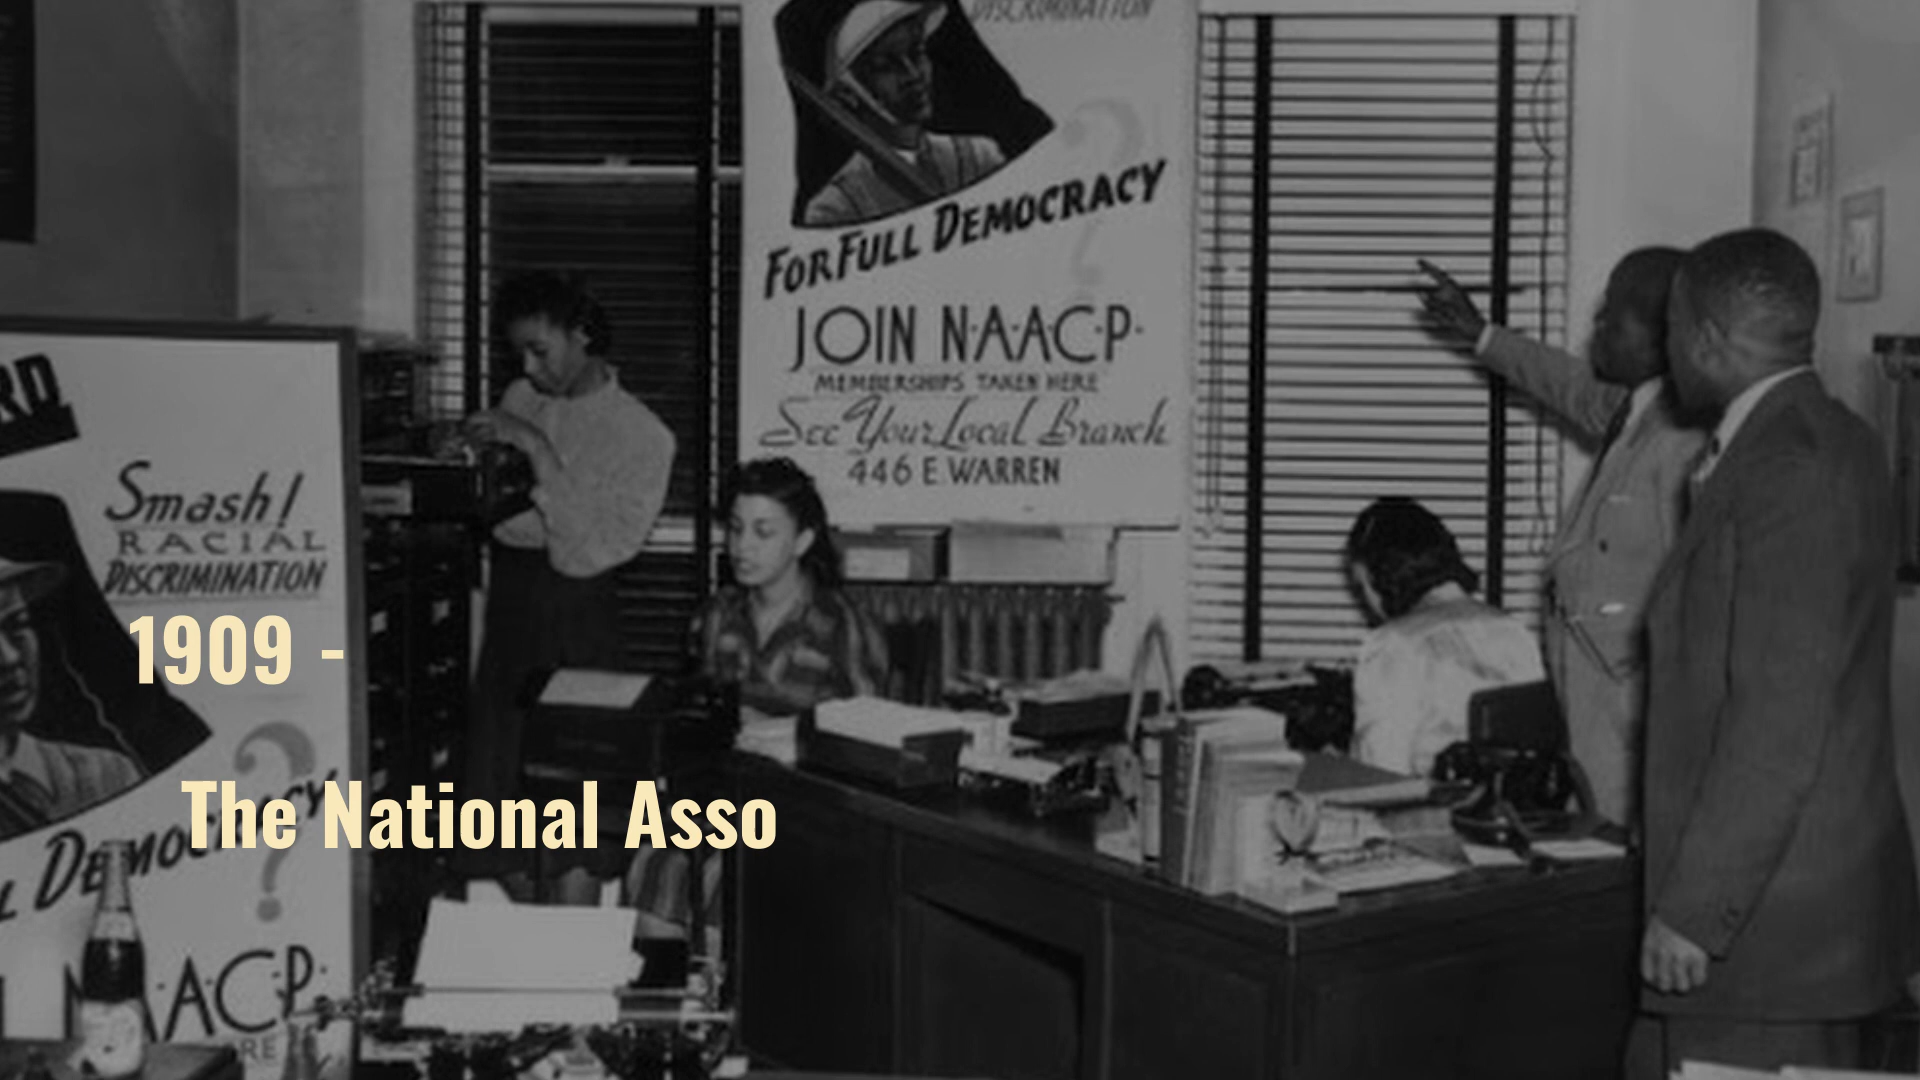 DISCRIMINATION
FOR FULL DEMOCRACY
?
JOIN N·A·A·C·P·
MEMBERSHIPS TAKEN HERE
See Your Local Branch
446 E. WARREN
Smash!
RACIAL
DISCRIMINATION
1909 -
?
The National Asso
DEMOCRACY